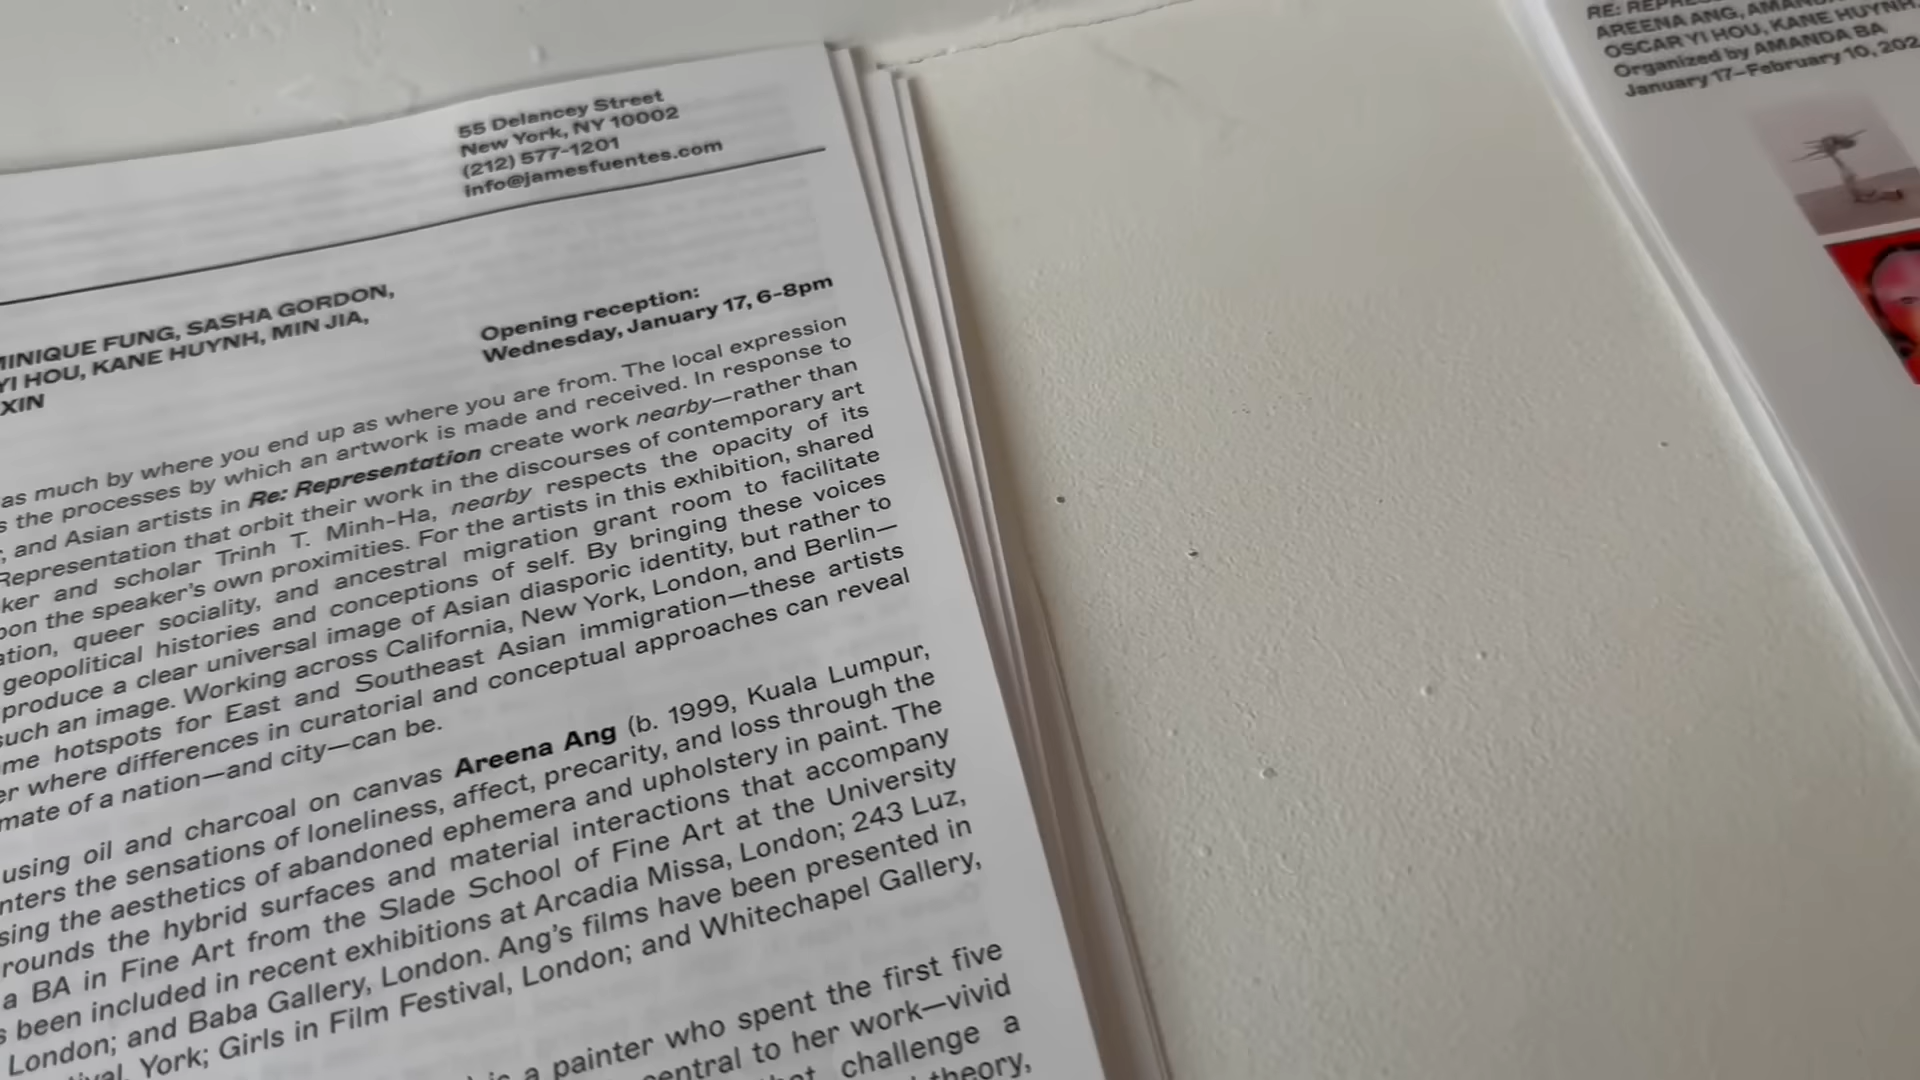 55 Delancey Street
New York, NY 10002
(212) 577-1201
info@jamesfuentes.com
MINIQUE FUNG, SASHA GORDON,
YI HOU, KANE HUYNH, MIN JIA,
XIN
Opening reception:
Wednesday, January 17, 6-8pm
as much by where you end up as where you are from. The local expression
the processes by which an artwork is made and received. In response to
, and Asian artists in Re: Representation create work nearby—rather than
Representation that orbit their work in the discourses of contemporary art
ker and scholar Trinh T. Minh-Ha, nearby respects the opacity of its
on the speaker's own proximities. For the artists in this exhibition, shared
ation, queer sociality, and ancestral migration grant room to facilitate
geopolitical histories and conceptions of self. By bringing these voices
produce a clear universal image of Asian diasporic identity, but rather to
such an image. Working across California, New York, London, and Berlin—
me hotspots for East and Southeast Asian immigration—these artists
er where differences in curatorial and conceptual approaches can reveal
mate of a nation—and city—can be.
using oil and charcoal on canvas Areena Ang (b. 1999, Kuala Lumpur,
nters the sensations of loneliness, affect, precarity, and loss through the
sing the aesthetics of abandoned ephemera and upholstery in paint. The
rounds the hybrid surfaces and material interactions that accompany
a BA in Fine Art from the Slade School of Fine Art at the University
s been included in recent exhibitions at Arcadia Missa, London; 243 Luz,
London; and Baba Gallery, London. Ang's films have been presented in
ival, York; Girls in Film Festival, London; and Whitechapel Gallery,
is a painter who spent the first five
central to her work—vivid
that challenge a
theory,
RE: REPRES
AREENA ANG, AMANDA
OSCAR YI HOU, KANE HUYNH,
Organized by AMANDA BA
January 17–February 10, 202